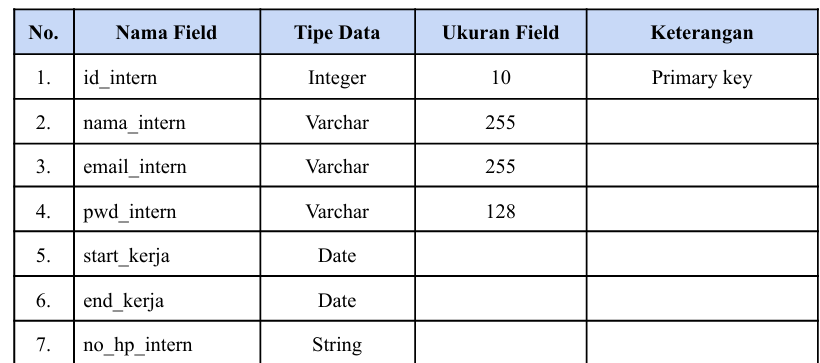 No. Nama Field Tipe Data Ukuran Field Keterangan
1. id_intern Integer 10 Primary key
2. nama_intern Varchar 255
3. email_intern Varchar 255
4. pwd_intern Varchar 128
5. start_kerja Date
6. end_kerja Date
7. no_hp_intern String